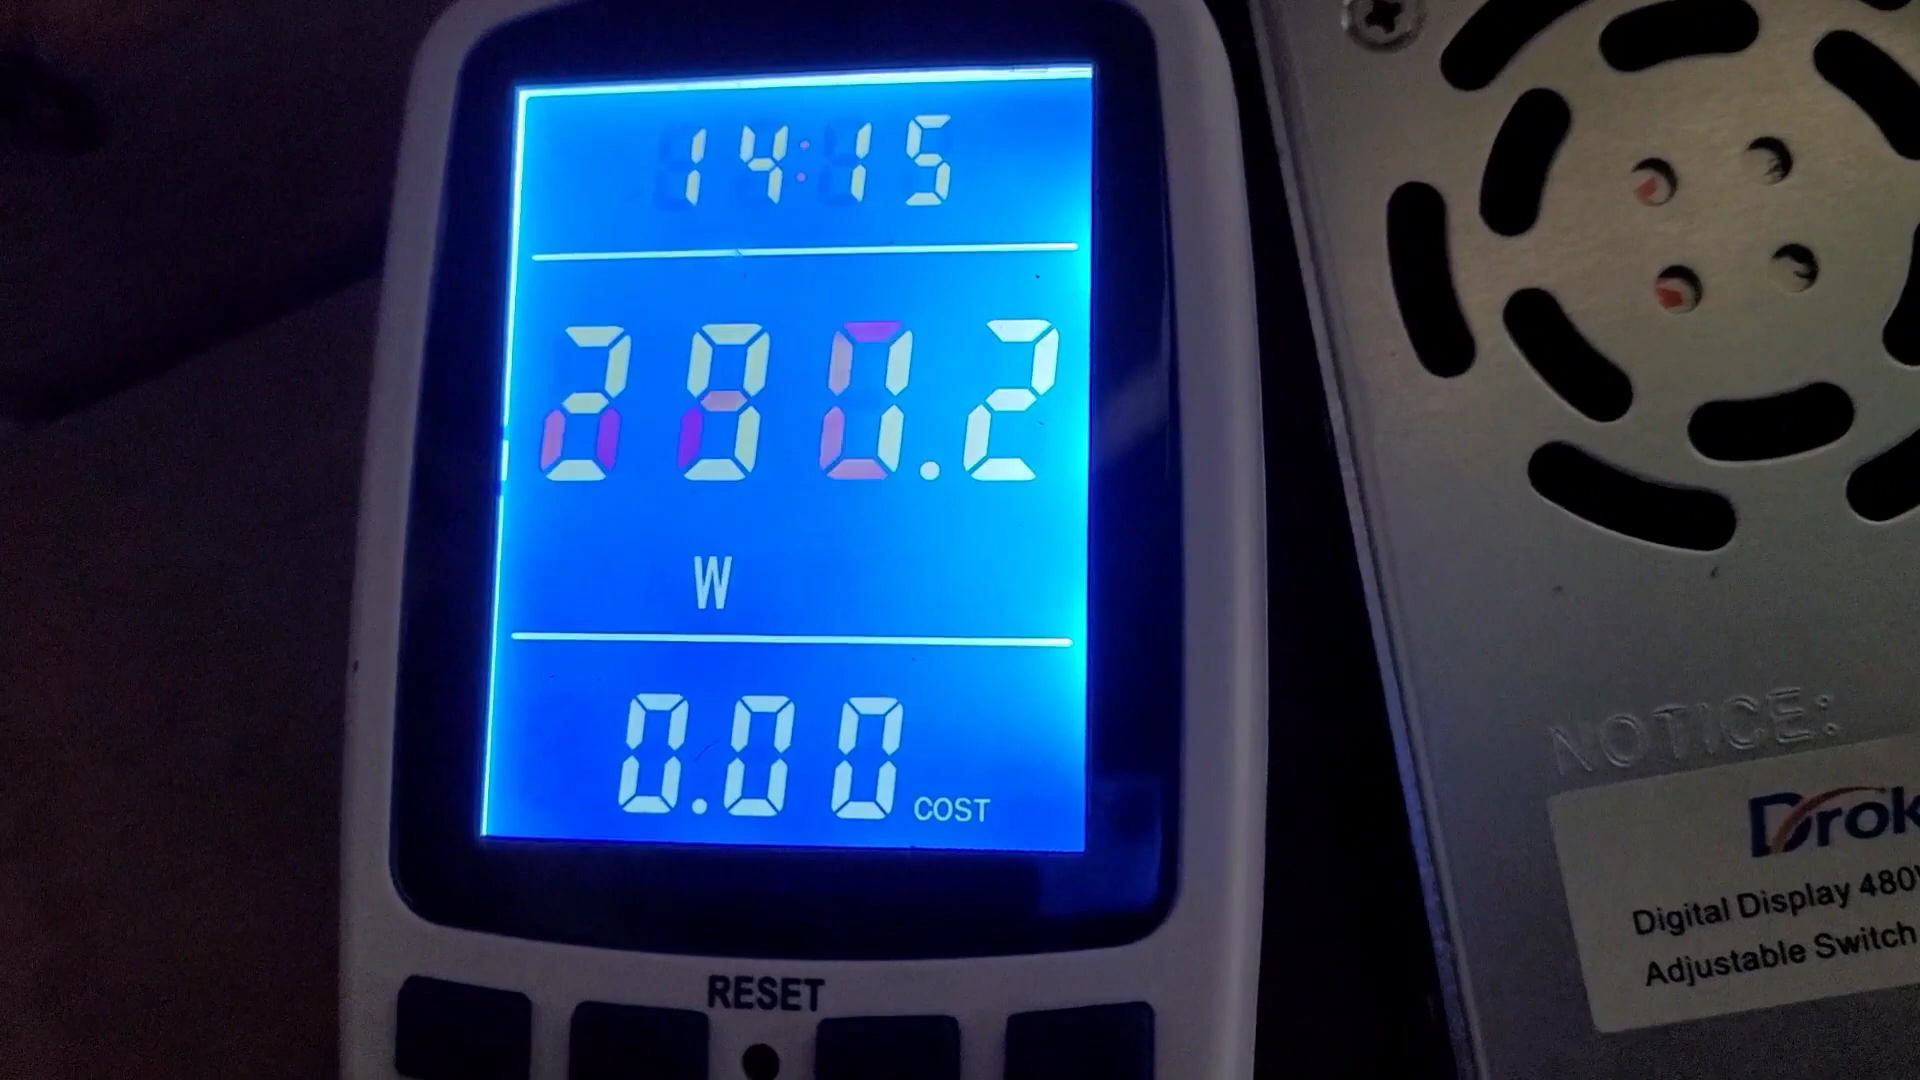 14:15
280.2
W
0.00 COST
RESET
NOTICE:
Drok
Digital Display 480
Adjustable Switch